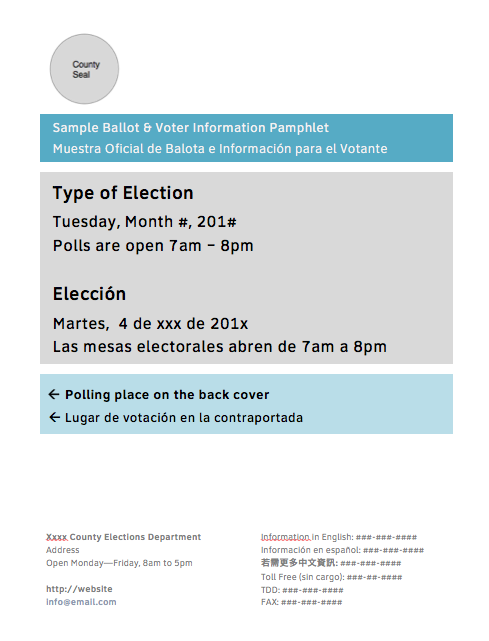 County
Seal
Sample Ballot & Voter Information Pamphlet
Muestra Oficial de Balota e Información para el Votante
Type of Election
Tuesday, Month #, 201#
Polls are open 7am – 8pm
Elección
Martes,  4 de xxx de 201x
Las mesas electorales abren de 7am a 8pm
← Polling place on the back cover
← Lugar de votación en la contraportada
Xxxx County Elections Department
Address
Open Monday—Friday, 8am to 5pm
http://website
info@email.com
Information in English: ###-###-####
Información en español: ###-###-####
若需更多中文資訊: ###-###-####
Toll Free (sin cargo): ###-##-####
TDD: ###-###-####
FAX: ###-###-####